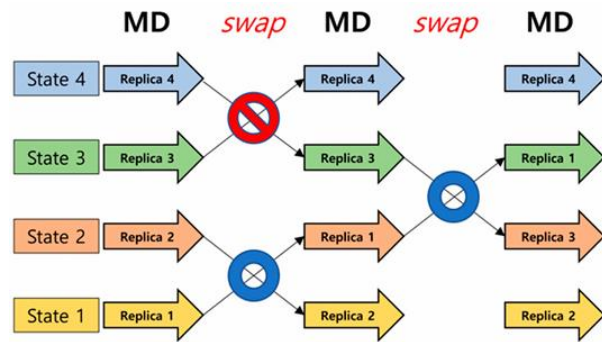 MD swap MD swap MD
State 4 Replica 4 Replica 4 Replica 4
State 3 Replica 3 Replica 3 Replica 1
State 2 Replica 2 Replica 1 Replica 3
State 1 Replica 1 Replica 2 Replica 2